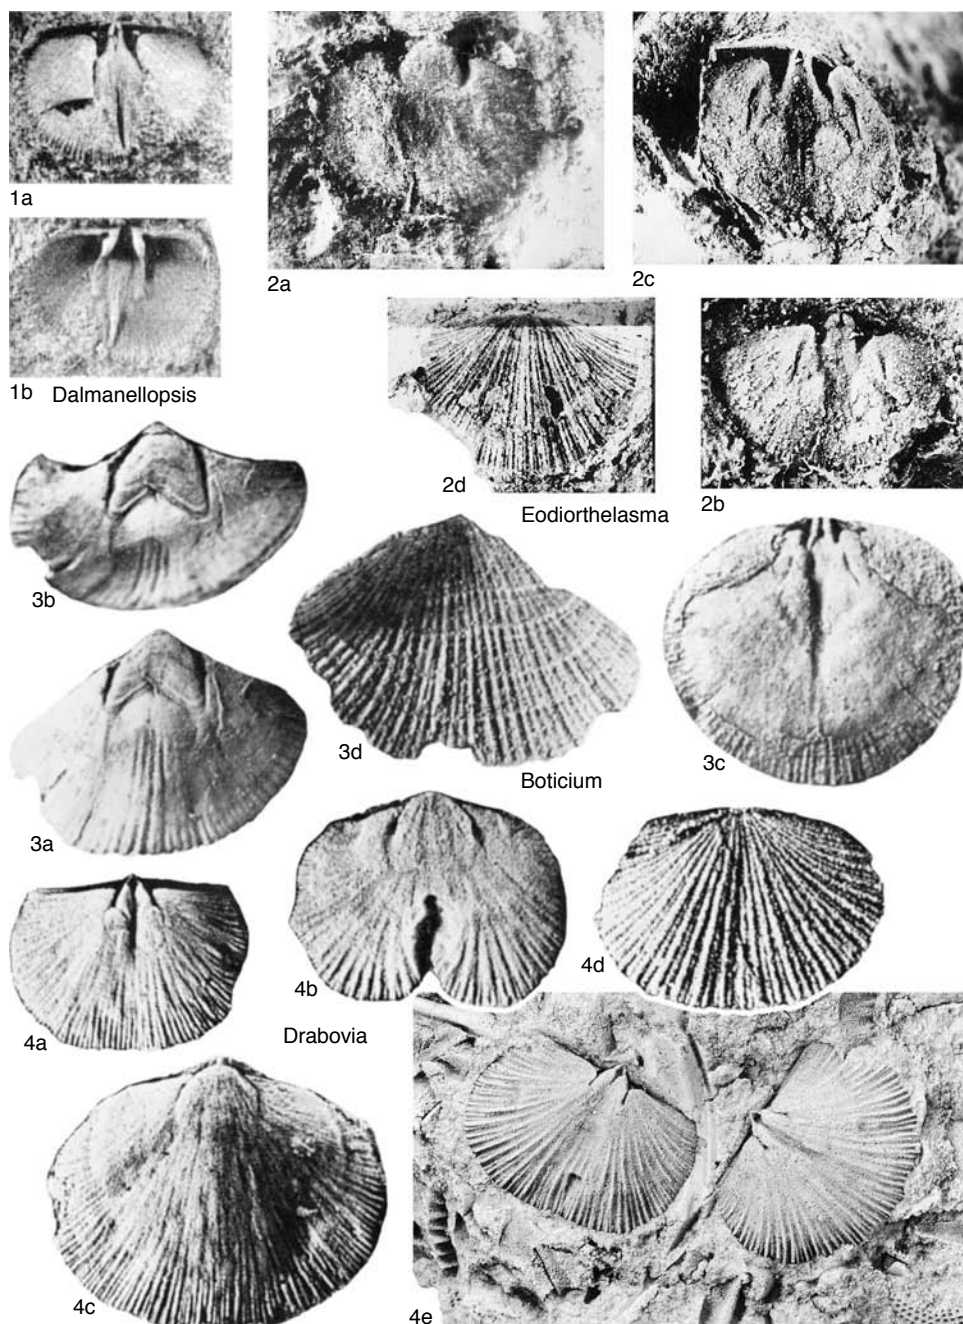 1a
2a
2c
1b Dalmanellopsis
2d
2b
Eodiorthelasma
3b
3d
3c
Boticium
3a
4b
4d
4a
Drabovia
4c
4e